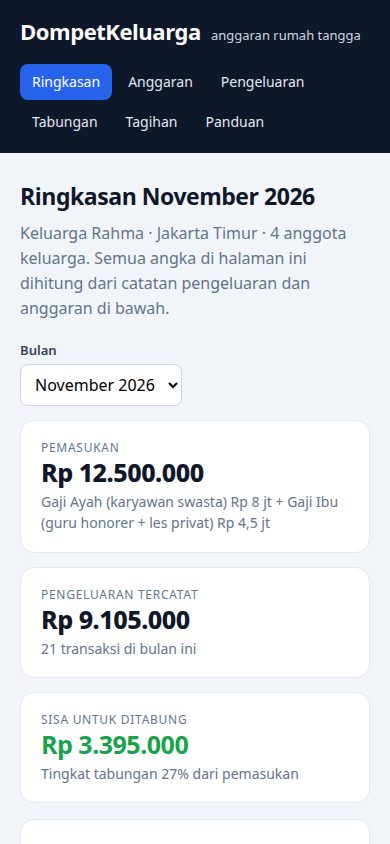 DompetKeluarga anggaran rumah tangga
Ringkasan Anggaran Pengeluaran
Tabungan Tagihan Panduan
Ringkasan November 2026
Keluarga Rahma · Jakarta Timur · 4 anggota
keluarga. Semua angka di halaman ini
dihitung dari catatan pengeluaran dan
anggaran di bawah.
Bulan
November 2026
PEMASUKAN
Rp 12.500.000
Gaji Ayah (karyawan swasta) Rp 8 jt + Gaji Ibu
(guru honorer + les privat) Rp 4,5 jt
PENGELUARAN TERCATAT
Rp 9.105.000
21 transaksi di bulan ini
SISA UNTUK DITABUNG
Rp 3.395.000
Tingkat tabungan 27% dari pemasukan